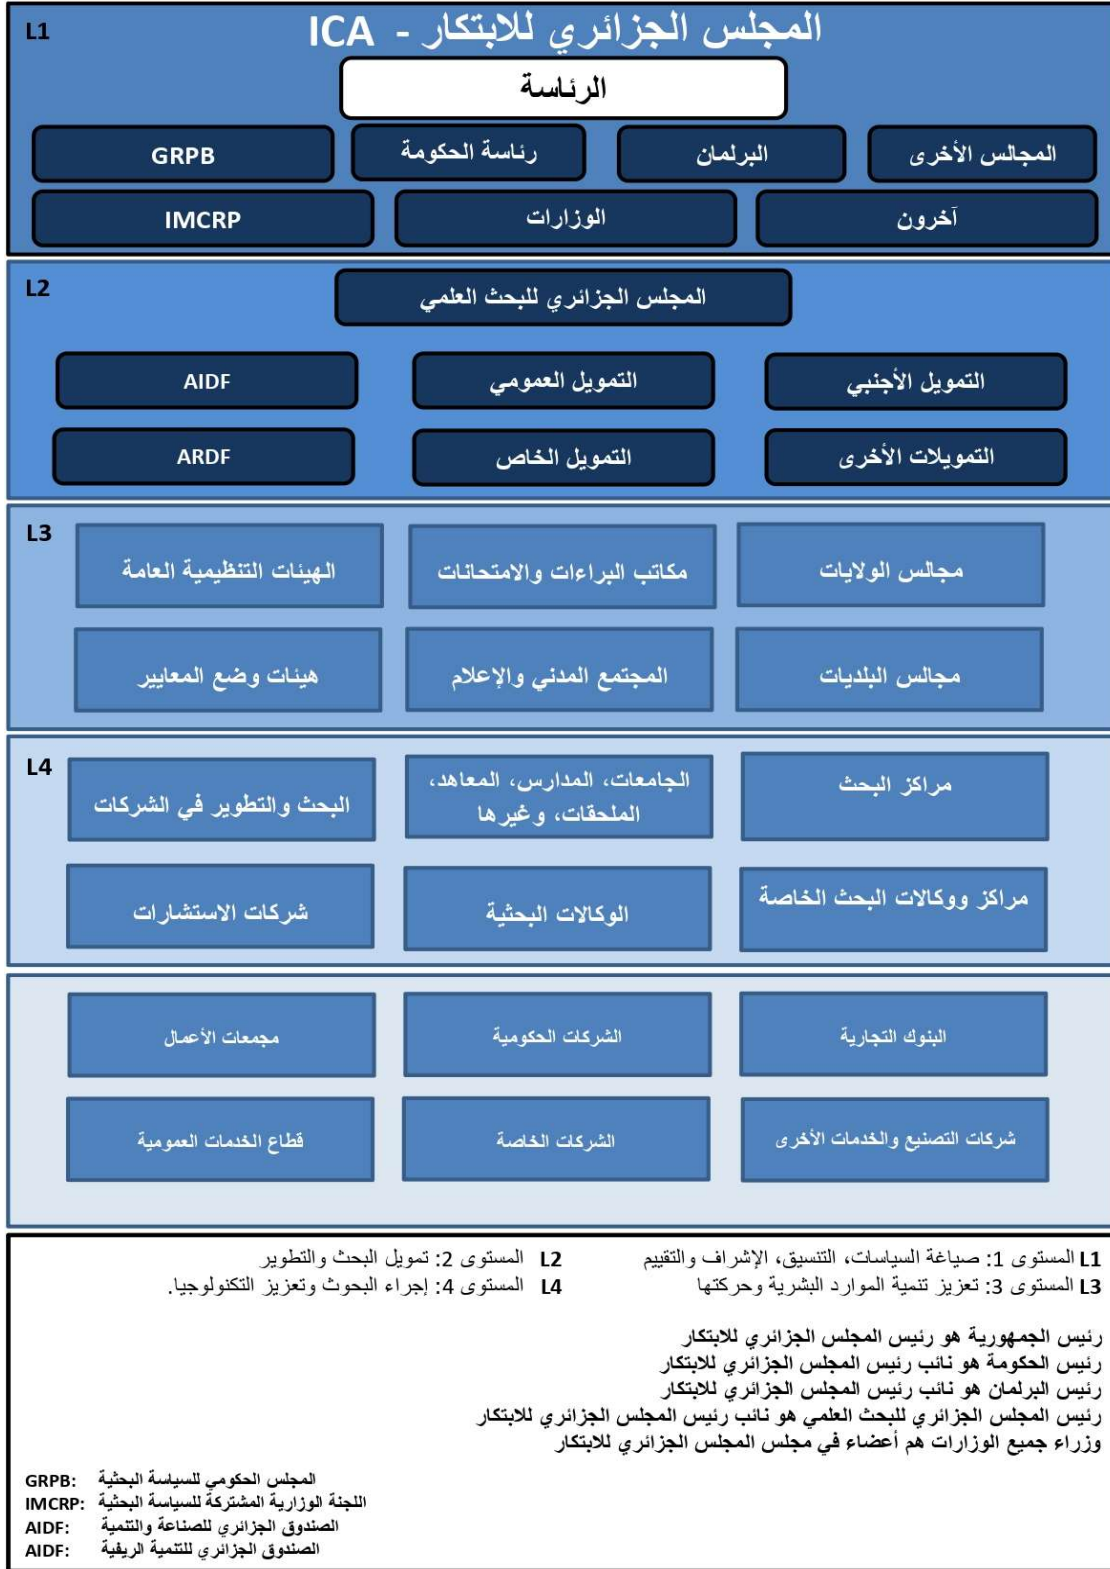 L1
المجلس الجزائري للابتكار - ICA
الرئاسة
المجالس الأخرى
البرلمان
رئاسة الحكومة
GRPB
آخرون
الوزارات
IMCRP
L2
المجلس الجزائري للبحث العلمي
التمويل الأجنبي
التمويل العمومي
AIDF
التمويلات الأخرى
التمويل الخاص
ARDF
L3
مجالس الولايات
مكاتب البراءات والامتحانات
الهيئات التنظيمية العامة
مجالس البلديات
المجتمع المدني والإعلام
هيئات وضع المعايير
L4
مراكز البحث
الجامعات، المدارس، المعاهد،
الملحقات، وغيرها
البحث والتطوير في الشركات
مراكز ووكالات البحث الخاصة
الوكالات البحثية
شركات الاستشارات
البنوك التجارية
الشركات الحكومية
مجمعات الأعمال
شركات التصنيع والخدمات الأخرى
الشركات الخاصة
قطاع الخدمات العمومية
L1 المستوى 1: صياغة السياسات، التنسيق، الإشراف والتقييم
L2 المستوى 2: تمويل البحث والتطوير
L3 المستوى 3: تعزيز تنمية الموارد البشرية وحركتها
L4 المستوى 4: إجراء البحوث وتعزيز التكنولوجيا.
رئيس الجمهورية هو رئيس المجلس الجزائري للابتكار
رئيس الحكومة هو نائب رئيس المجلس الجزائري للابتكار
رئيس البرلمان هو نائب رئيس المجلس الجزائري للابتكار
رئيس المجلس الجزائري للبحث العلمي هو نائب رئيس المجلس الجزائري للابتكار
وزراء جميع الوزارات هم أعضاء في مجلس المجلس الجزائري للابتكار
GRPB: المجلس الحكومي للسياسة البحثية
IMCRP: اللجنة الوزارية المشتركة للسياسة البحثية
AIDF: الصندوق الجزائري للصناعة والتنمية
AIDF: الصندوق الجزائري للتنمية الريفية